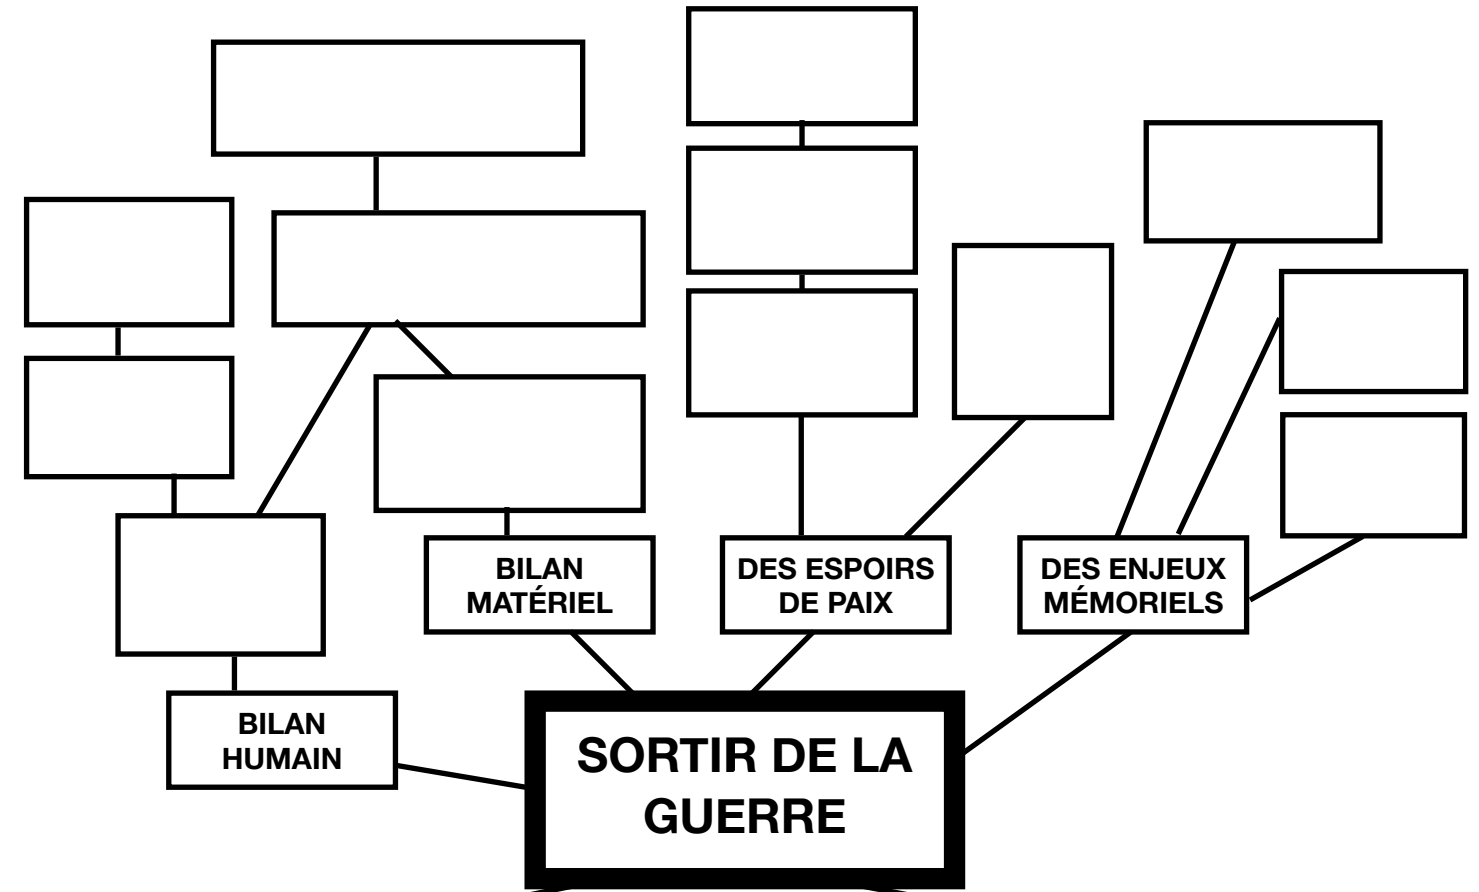 BILAN
MATÉRIEL
DES ESPOIRS
DE PAIX
DES ENJEUX
MÉMORIELS
BILAN
HUMAIN
SORTIR DE LA
GUERRE